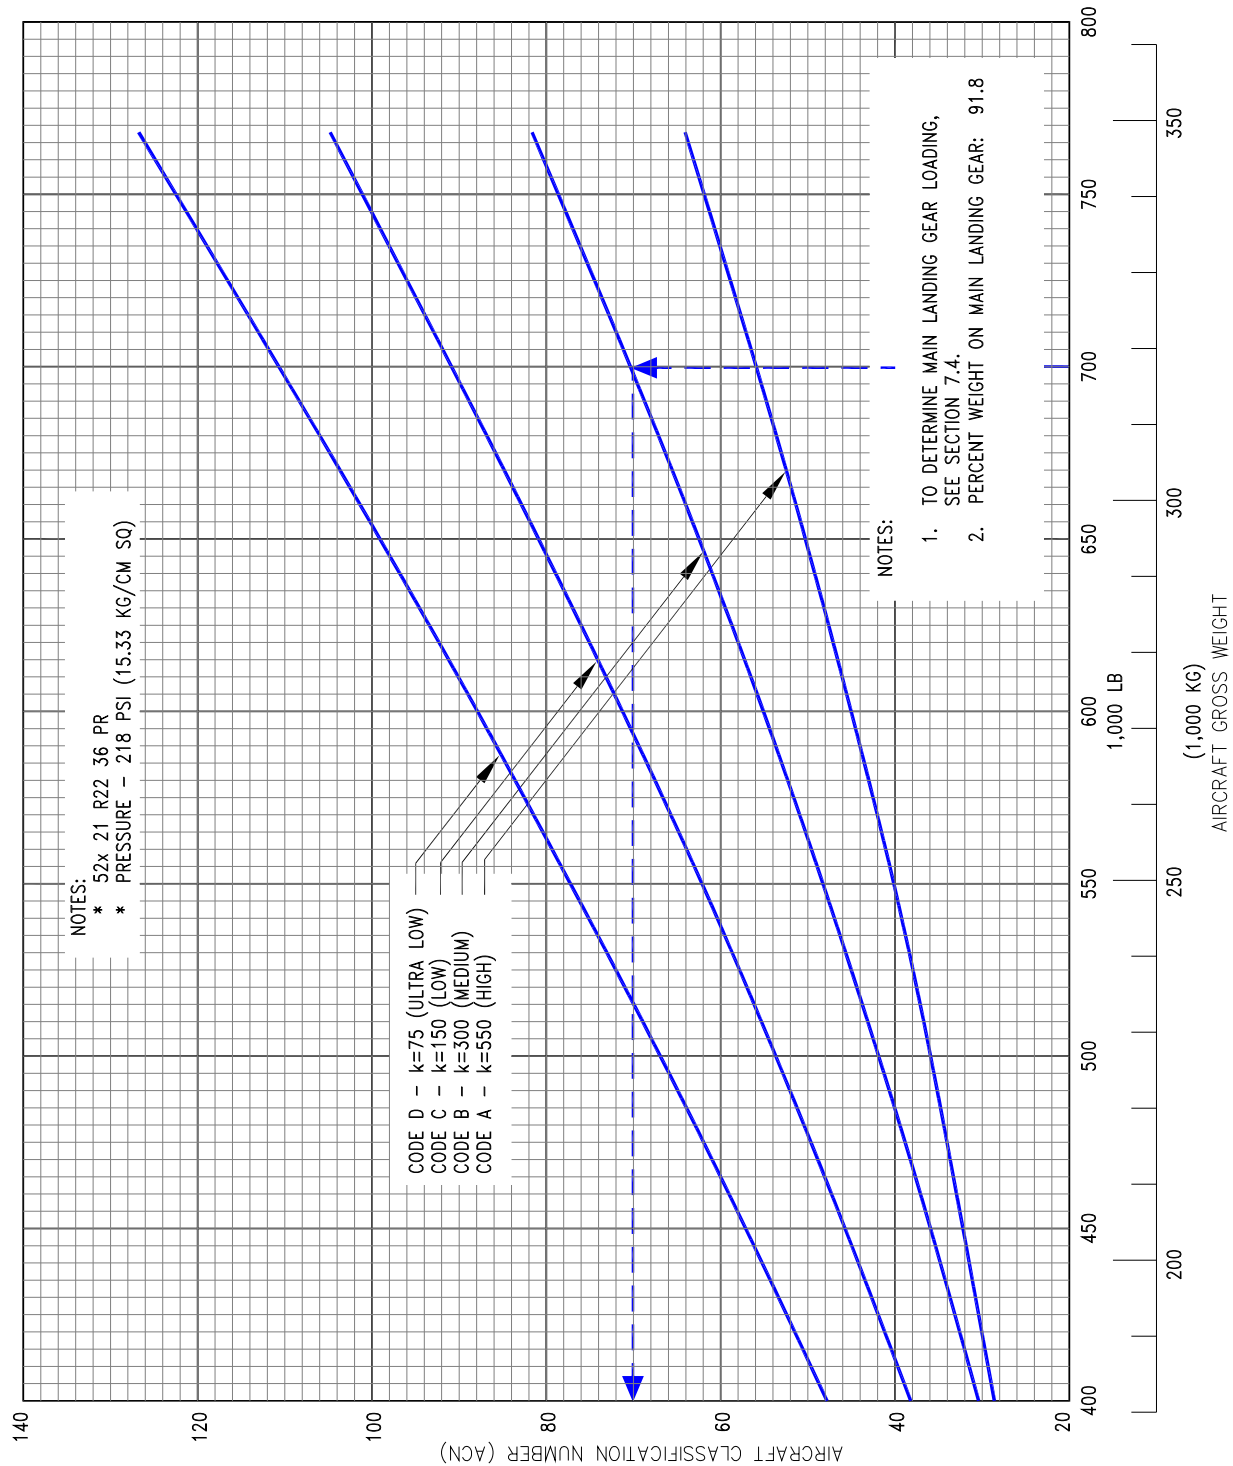 NOTES:
* 52x 21 R22 36 PR
* PRESSURE - 218 PSI (15.33 KG/CM SQ)
CODE D - k=75 (ULTRA LOW)
CODE C - k=150 (LOW)
CODE B - k=300 (MEDIUM)
CODE A - k=550 (HIGH)
NOTES:
1. TO DETERMINE MAIN LANDING GEAR LOADING,
SEE SECTION 7.4.
2. PERCENT WEIGHT ON MAIN LANDING GEAR: 91.8
AIRCRAFT CLASSIFICATION NUMBER (ACN)
140
120
100
80
60
40
20
400 450 500 550 600 650 700 750 800
1,000 LB
200 250 300 350
(1,000 KG)
AIRCRAFT GROSS WEIGHT